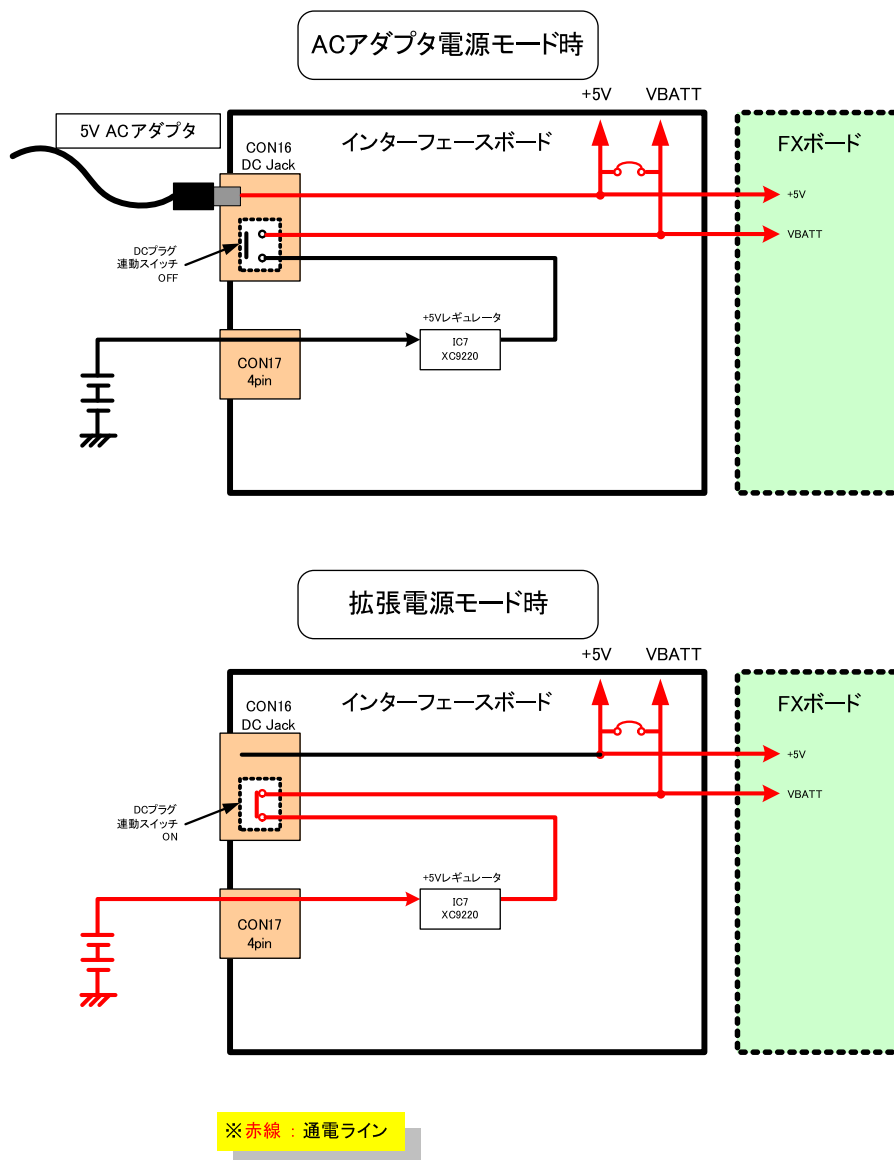 ACアダプタ電源モード時
+5V VBATT
5V ACアダプタ
CON16
DC Jack
インターフェースボード
FXボード
+5V
VBATT
DCプラグ
連動スイッチ
OFF
+5Vレギュレータ
IC7
XC9220
CON17
4pin
拡張電源モード時
+5V VBATT
CON16
DC Jack
インターフェースボード
FXボード
+5V
VBATT
DCプラグ
連動スイッチ
ON
+5Vレギュレータ
IC7
XC9220
CON17
4pin
※赤線 : 通電ライン